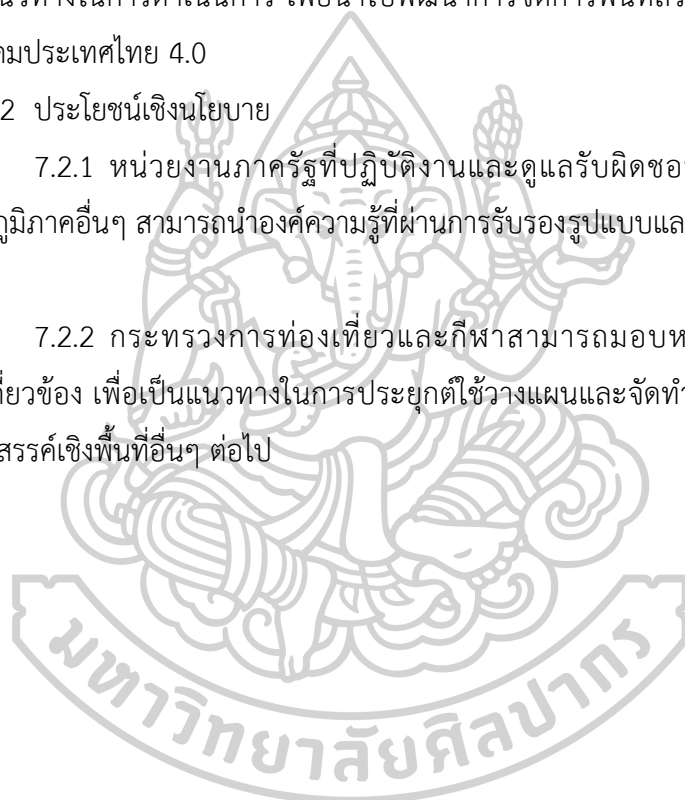 นวทางในการดำเนินการ เพื่อนำไปพัฒนาการจัดการพื้นที่สร
คมประเทศไทย 4.0
2 ประโยชน์เชิงนโยบาย
7.2.1 หน่วยงานภาครัฐที่ปฏิบัติงานและดูแลรับผิดชอ
ภูมิภาคอื่นๆ สามารถนำองค์ความรู้ที่ผ่านการรับรองรูปแบบแล
7.2.2 กระทรวงการท่องเที่ยวและกีฬาสามารถมอบห
กี่ยวข้อง เพื่อเป็นแนวทางในการประยุกต์ใช้วางแผนและจัดทำ
สรรค์เชิงพื้นที่อื่นๆ ต่อไป
มหาวิทยาลัยศิลปากร